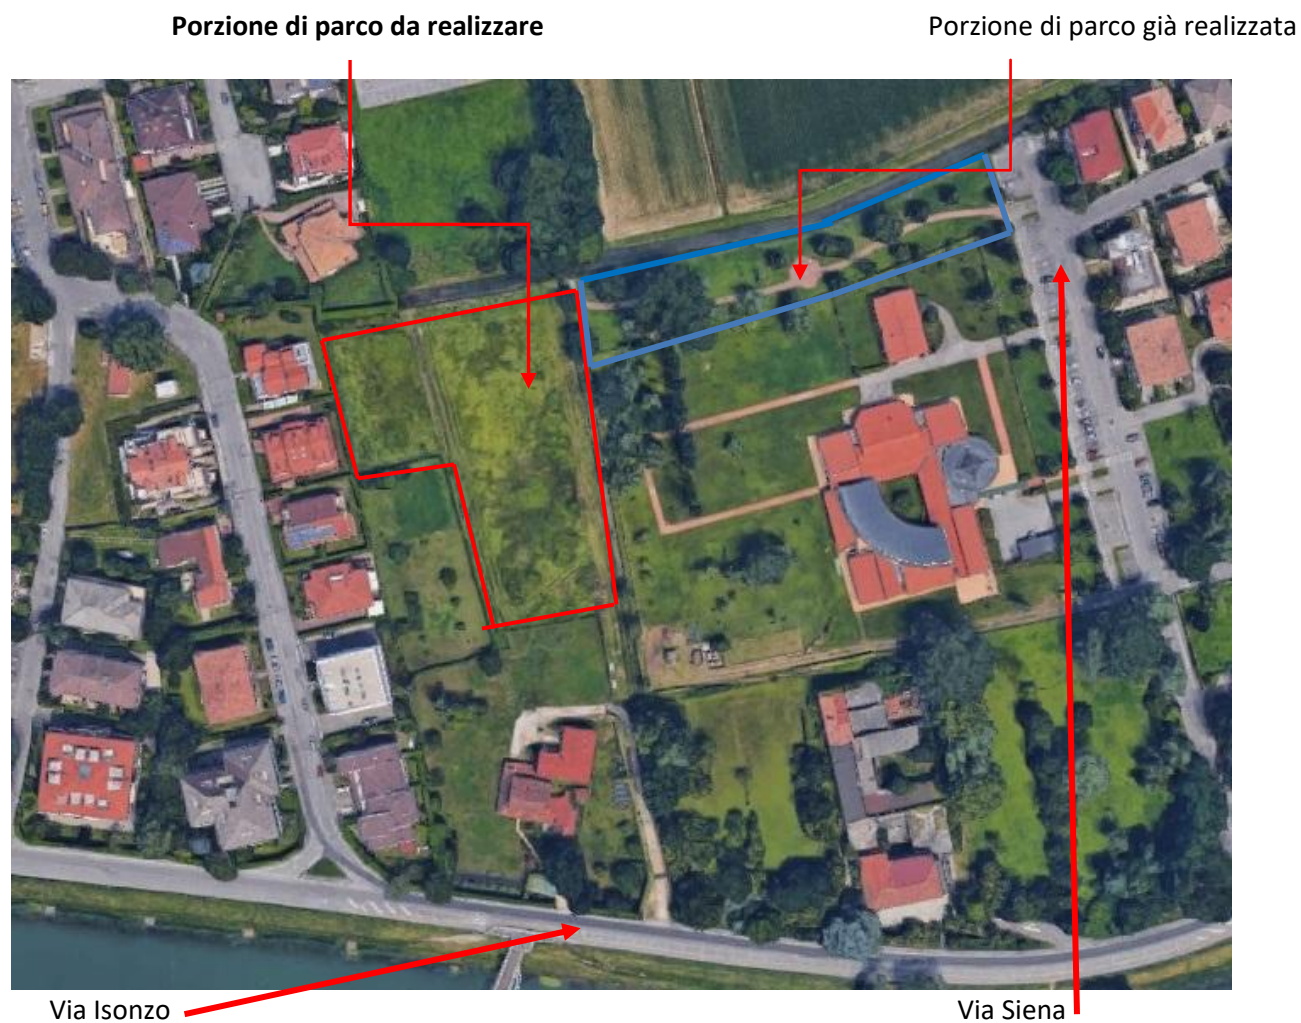 Porzione di parco da realizzare
Porzione di parco già realizzata
Via Isonzo
Via Siena